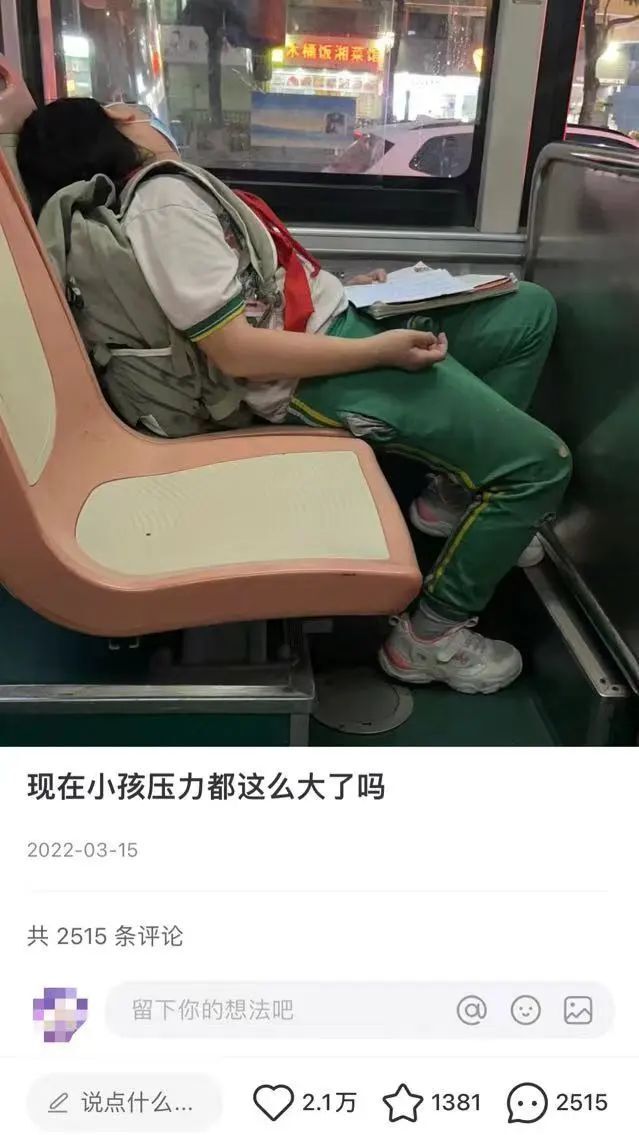 木桶饭湘菜馆
现在小孩压力都这么大了吗
2022-03-15
共 2515 条评论
留下你的想法吧
说点什么...
2.1万
1381
2515